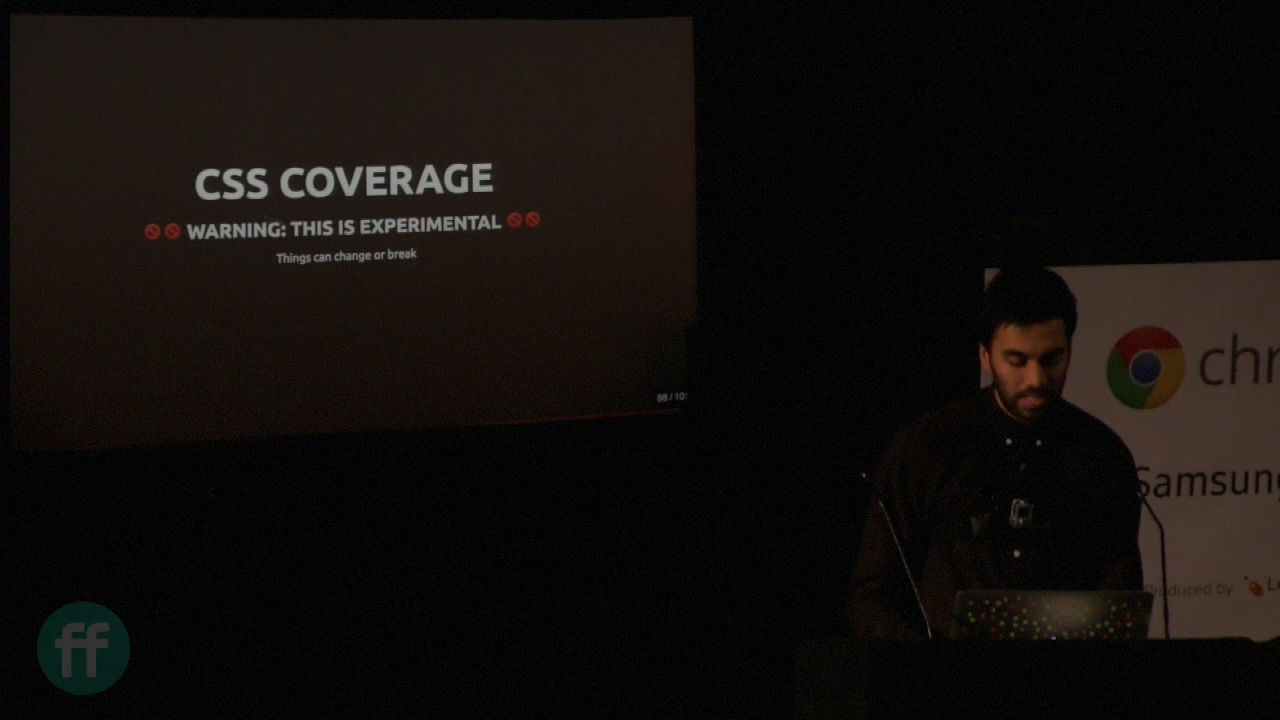 CSS COVERAGE
WARNING: THIS IS EXPERIMENTAL
Things can change or break
chr
Samsung
Produced by
ff